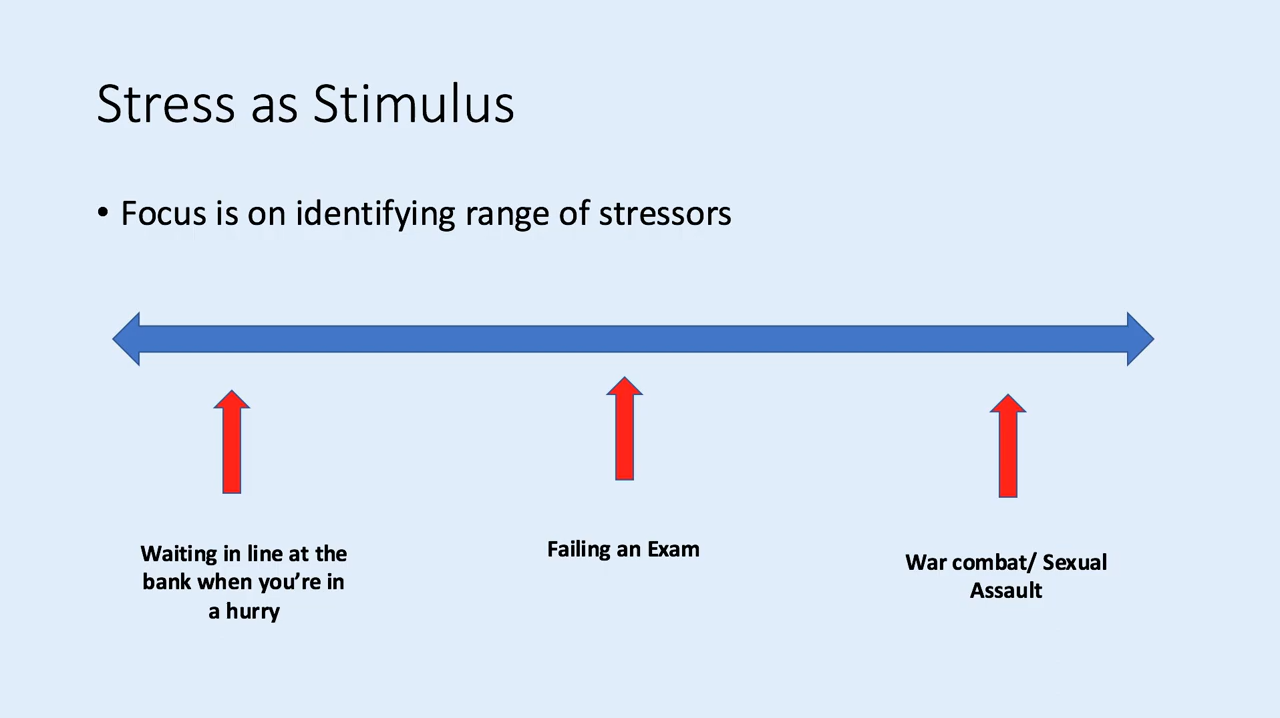 Stress as Stimulus
• Focus is on identifying range of stressors
Waiting in line at the
bank when you’re in
a hurry
Failing an Exam
War combat/ Sexual
Assault